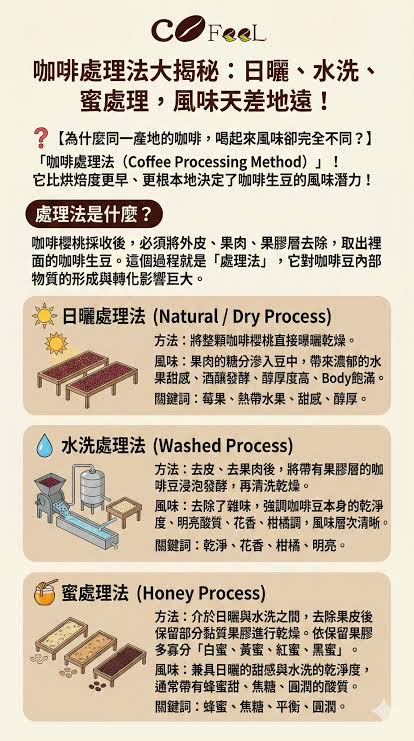 COFeeL
咖啡處理法大揭秘：日曬、水洗、
蜜處理，風味天差地遠！
❓【為什麼同一產地的咖啡，喝起來風味卻完全不同？】
「咖啡處理法（Coffee Processing Method）」！
它比烘焙度更早、更根本地決定了咖啡生豆的風味潛力！
處理法是什麼？
咖啡櫻桃採收後，必須將外皮、果肉、果膠層去除，取出裡
面的咖啡生豆。這個過程就是「處理法」，它對咖啡豆內部
物質的形成與轉化影響巨大。
日曬處理法 (Natural / Dry Process)
方法：將整顆咖啡櫻桃直接曝曬乾燥。
風味：果肉的糖分滲入豆中，帶來濃郁的水
果甜感、酒釀發酵、醇厚度高、Body飽滿。
關鍵詞：莓果、熱帶水果、甜感、醇厚。
水洗處理法 (Washed Process)
方法：去皮、去果肉後，將帶有果膠層的咖
啡豆浸泡發酵，再清洗乾燥。
風味：去除了雜味，強調咖啡豆本身的乾淨
度、明亮酸質、花香、柑橘調，風味層次清晰。
關鍵詞：乾淨、花香、柑橘、明亮。
蜜處理法 (Honey Process)
方法：介於日曬與水洗之間，去除果皮後
保留部分黏質果膠進行乾燥。依保留果膠
多寡分「白蜜、黃蜜、紅蜜、黑蜜」。
風味：兼具日曬的甜感與水洗的乾淨度，
通常帶有蜂蜜甜、焦糖、圓潤的酸質。
關鍵詞：蜂蜜、焦糖、平衡、圓潤。